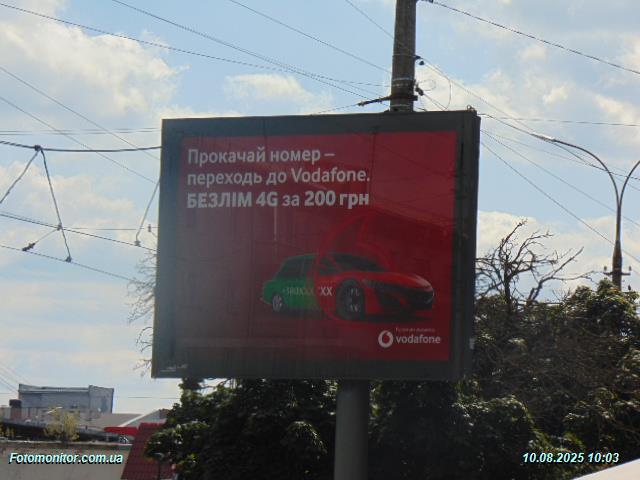 Прокачай номер –
переходь до Vodafone.
БЕЗЛІМ 4G за 200 грн
vodafone
Fotomonitor.com.ua
10.08.2025 10:03